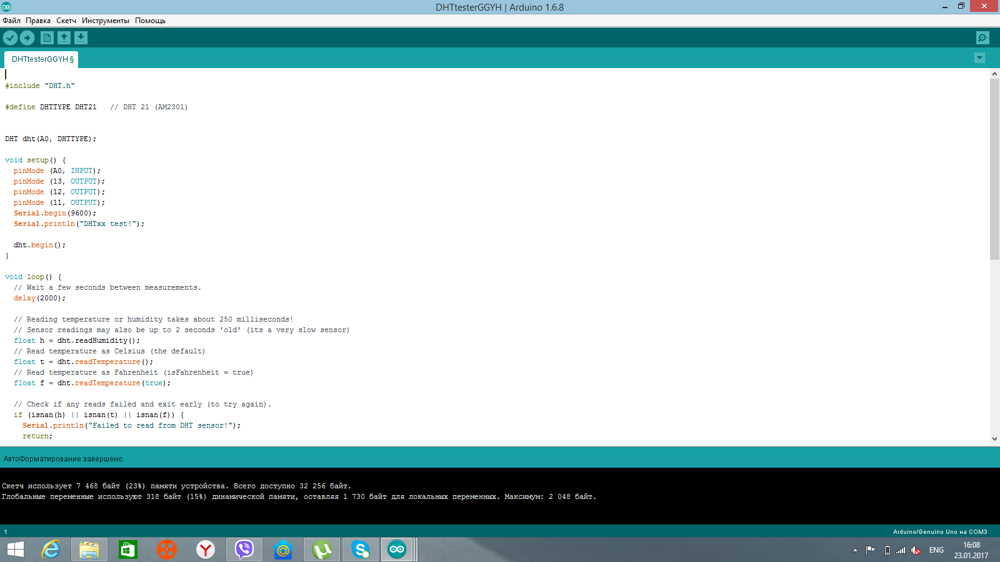 DHTtesterGGYH | Arduino 1.6.8
Файл Правка Скетч Инструменты Помощь
DHTtesterGGYH §
#include "DHT.h"
#define DHTTYPE DHT21   // DHT 21 (AM2301)
DHT dht(A0, DHTTYPE);
void setup() {
  pinMode (A0, INPUT);
  pinMode (13, OUTPUT);
  pinMode (12, OUTPUT);
  pinMode (11, OUTPUT);
  Serial.begin(9600);
  Serial.println("DHTxx test!");
  dht.begin();
}
void loop() {
  // Wait a few seconds between measurements.
  delay(2000);
  // Reading temperature or humidity takes about 250 milliseconds!
  // Sensor readings may also be up to 2 seconds 'old' (its a very slow sensor)
  float h = dht.readHumidity();
  // Read temperature as Celsius (the default)
  float t = dht.readTemperature();
  // Read temperature as Fahrenheit (isFahrenheit = true)
  float f = dht.readTemperature(true);
  // Check if any reads failed and exit early (to try again).
  if (isnan(h) || isnan(t) || isnan(f)) {
    Serial.println("Failed to read from DHT sensor!");
    return;
АвтоФорматирование завершено.
Скетч использует 7 468 байт (23%) памяти устройства. Всего доступно 32 256 байт.
Глобальные переменные используют 318 байт (15%) динамической памяти, оставляя 1 730 байт для локальных переменных. Максимум: 2 048 байт.
1
Arduino/Genuino Uno на COM3
ENG
16:08
23.01.2017